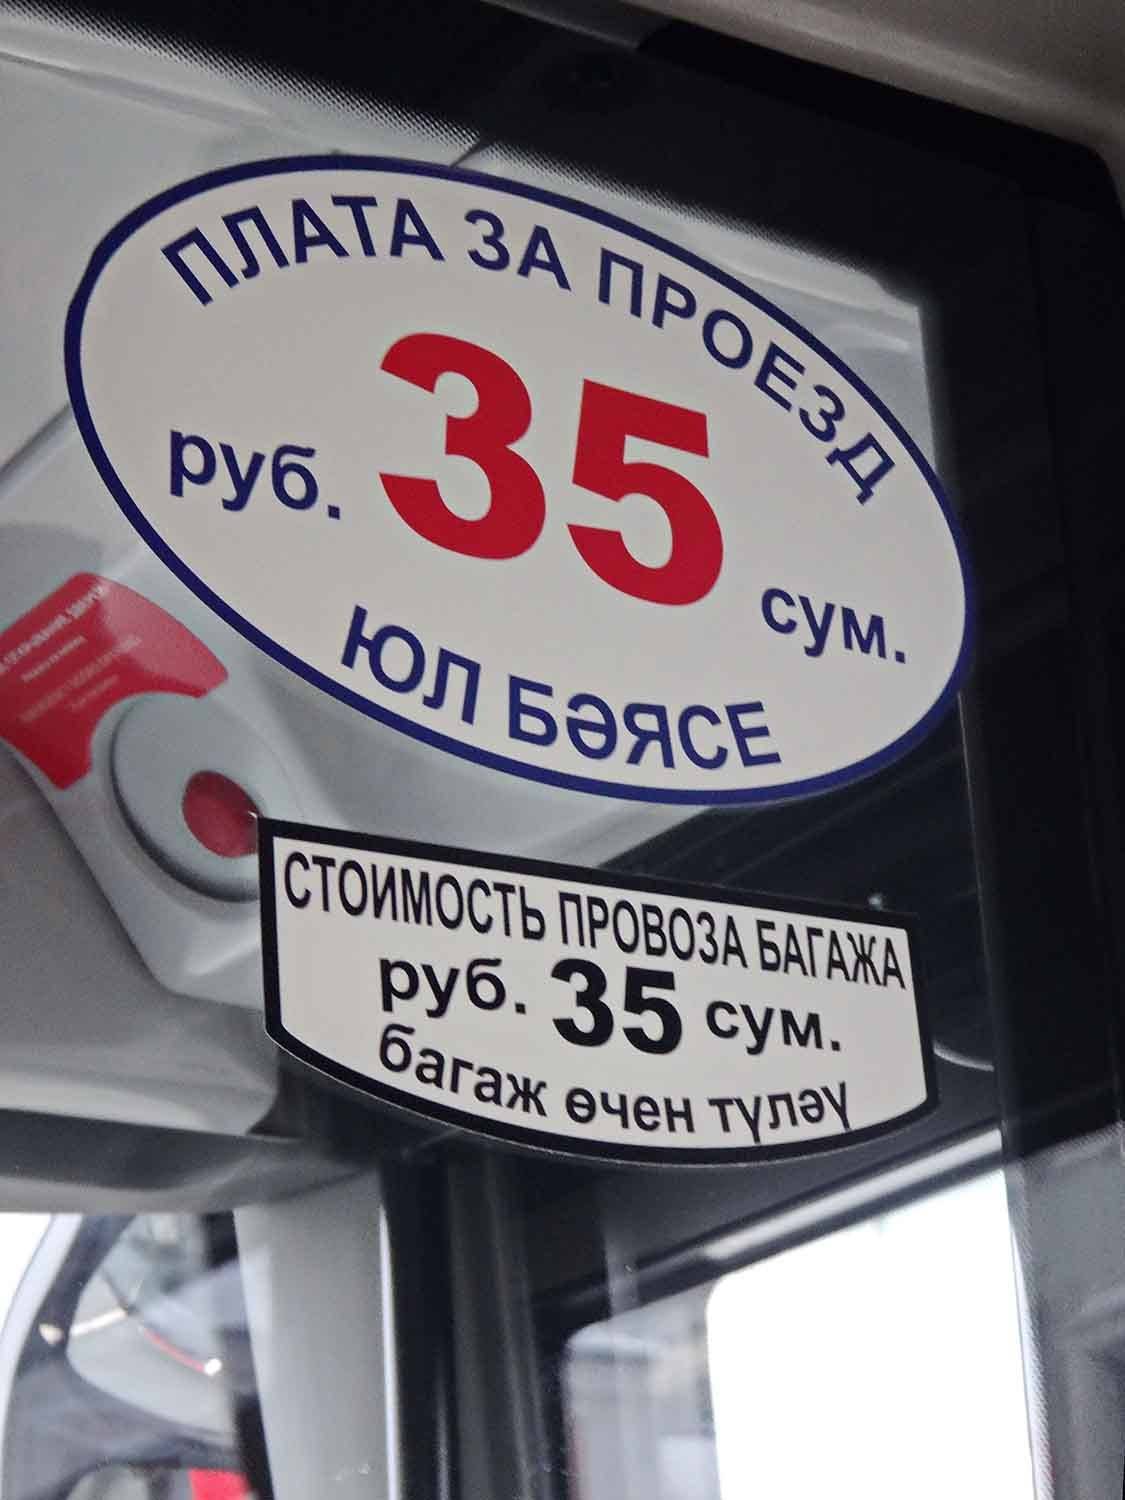 ПЛАТА ЗА ПРОЕЗД
руб. 35 сум.
ЮЛ БӘЯСЕ
СТОИМОСТЬ ПРОВОЗА БАГАЖА
руб. 35 сум.
багаж өчен түләү